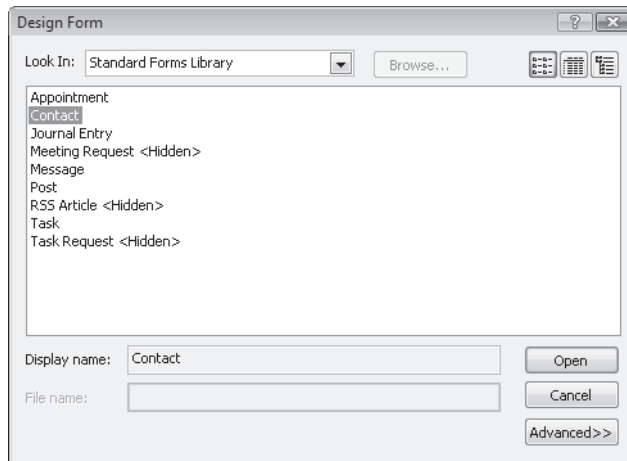 Design Form
Look In: Standard Forms Library Browse...
Appointment
Contact
Journal Entry
Meeting Request <Hidden>
Message
Post
RSS Article <Hidden>
Task
Task Request <Hidden>
Display name: Contact Open
File name: Cancel
Advanced>>